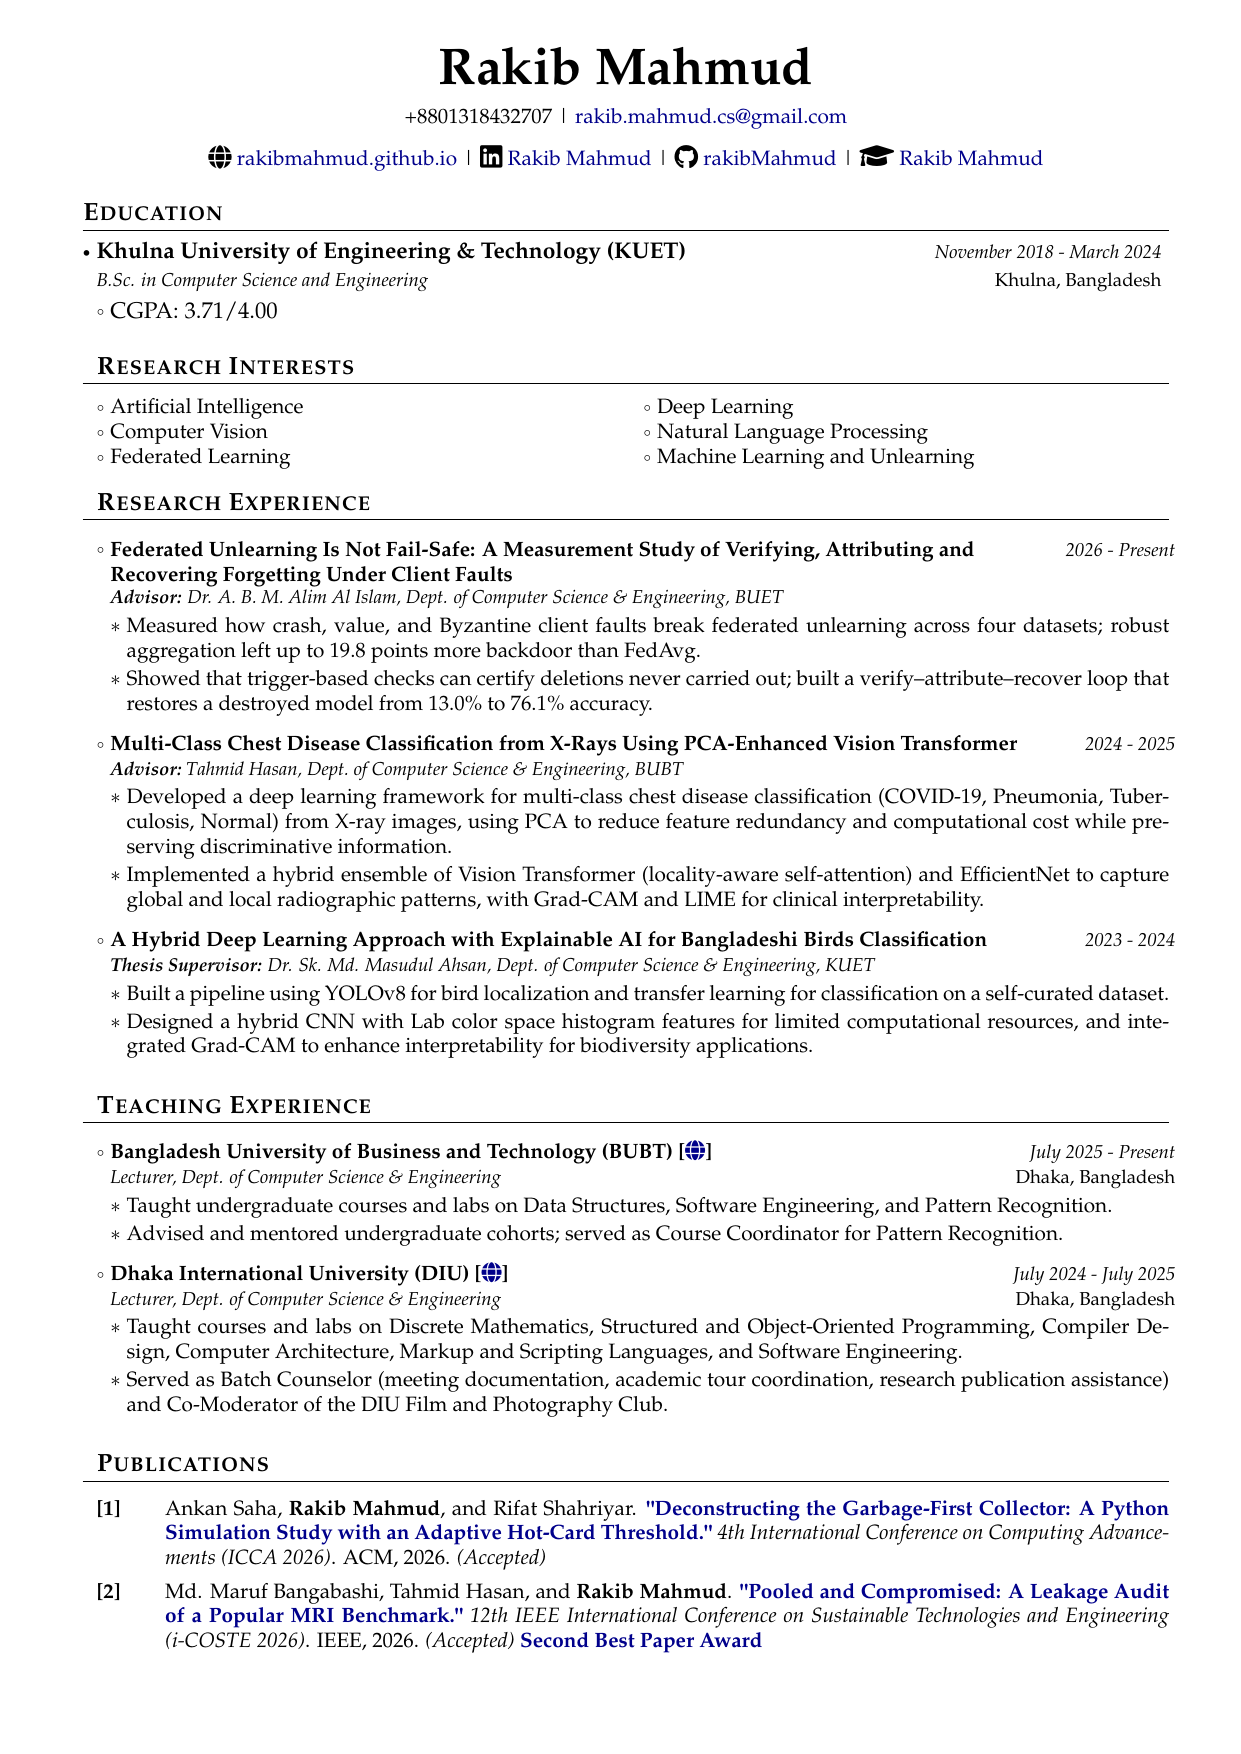 Rakib Mahmud
+8801318432707 | rakib.mahmud.cs@gmail.com
rakibmahmud.github.io | Rakib Mahmud | rakibMahmud | Rakib Mahmud
EDUCATION
• Khulna University of Engineering & Technology (KUET) November 2018 - March 2024
B.Sc. in Computer Science and Engineering Khulna, Bangladesh
◦ CGPA: 3.71/4.00
RESEARCH INTERESTS
◦ Artificial Intelligence ◦ Deep Learning
◦ Computer Vision ◦ Natural Language Processing
◦ Federated Learning ◦ Machine Learning and Unlearning
RESEARCH EXPERIENCE
◦ Federated Unlearning Is Not Fail-Safe: A Measurement Study of Verifying, Attributing and 2026 - Present
Recovering Forgetting Under Client Faults
Advisor: Dr. A. B. M. Alim Al Islam, Dept. of Computer Science & Engineering, BUET
∗ Measured how crash, value, and Byzantine client faults break federated unlearning across four datasets; robust
aggregation left up to 19.8 points more backdoor than FedAvg.
∗ Showed that trigger-based checks can certify deletions never carried out; built a verify–attribute–recover loop that
restores a destroyed model from 13.0% to 76.1% accuracy.
◦ Multi-Class Chest Disease Classification from X-Rays Using PCA-Enhanced Vision Transformer 2024 - 2025
Advisor: Tahmid Hasan, Dept. of Computer Science & Engineering, BUBT
∗ Developed a deep learning framework for multi-class chest disease classification (COVID-19, Pneumonia, Tuber-
culosis, Normal) from X-ray images, using PCA to reduce feature redundancy and computational cost while pre-
serving discriminative information.
∗ Implemented a hybrid ensemble of Vision Transformer (locality-aware self-attention) and EfficientNet to capture
global and local radiographic patterns, with Grad-CAM and LIME for clinical interpretability.
◦ A Hybrid Deep Learning Approach with Explainable AI for Bangladeshi Birds Classification 2023 - 2024
Thesis Supervisor: Dr. Sk. Md. Masudul Ahsan, Dept. of Computer Science & Engineering, KUET
∗ Built a pipeline using YOLOv8 for bird localization and transfer learning for classification on a self-curated dataset.
∗ Designed a hybrid CNN with Lab color space histogram features for limited computational resources, and inte-
grated Grad-CAM to enhance interpretability for biodiversity applications.
TEACHING EXPERIENCE
◦ Bangladesh University of Business and Technology (BUBT) [] July 2025 - Present
Lecturer, Dept. of Computer Science & Engineering Dhaka, Bangladesh
∗ Taught undergraduate courses and labs on Data Structures, Software Engineering, and Pattern Recognition.
∗ Advised and mentored undergraduate cohorts; served as Course Coordinator for Pattern Recognition.
◦ Dhaka International University (DIU) [] July 2024 - July 2025
Lecturer, Dept. of Computer Science & Engineering Dhaka, Bangladesh
∗ Taught courses and labs on Discrete Mathematics, Structured and Object-Oriented Programming, Compiler De-
sign, Computer Architecture, Markup and Scripting Languages, and Software Engineering.
∗ Served as Batch Counselor (meeting documentation, academic tour coordination, research publication assistance)
and Co-Moderator of the DIU Film and Photography Club.
PUBLICATIONS
[1] Ankan Saha, Rakib Mahmud, and Rifat Shahriyar. "Deconstructing the Garbage-First Collector: A Python
Simulation Study with an Adaptive Hot-Card Threshold." 4th International Conference on Computing Advance-
ments (ICCA 2026). ACM, 2026. (Accepted)
[2] Md. Maruf Bangabashi, Tahmid Hasan, and Rakib Mahmud. "Pooled and Compromised: A Leakage Audit
of a Popular MRI Benchmark." 12th IEEE International Conference on Sustainable Technologies and Engineering
(i-COSTE 2026). IEEE, 2026. (Accepted) Second Best Paper Award